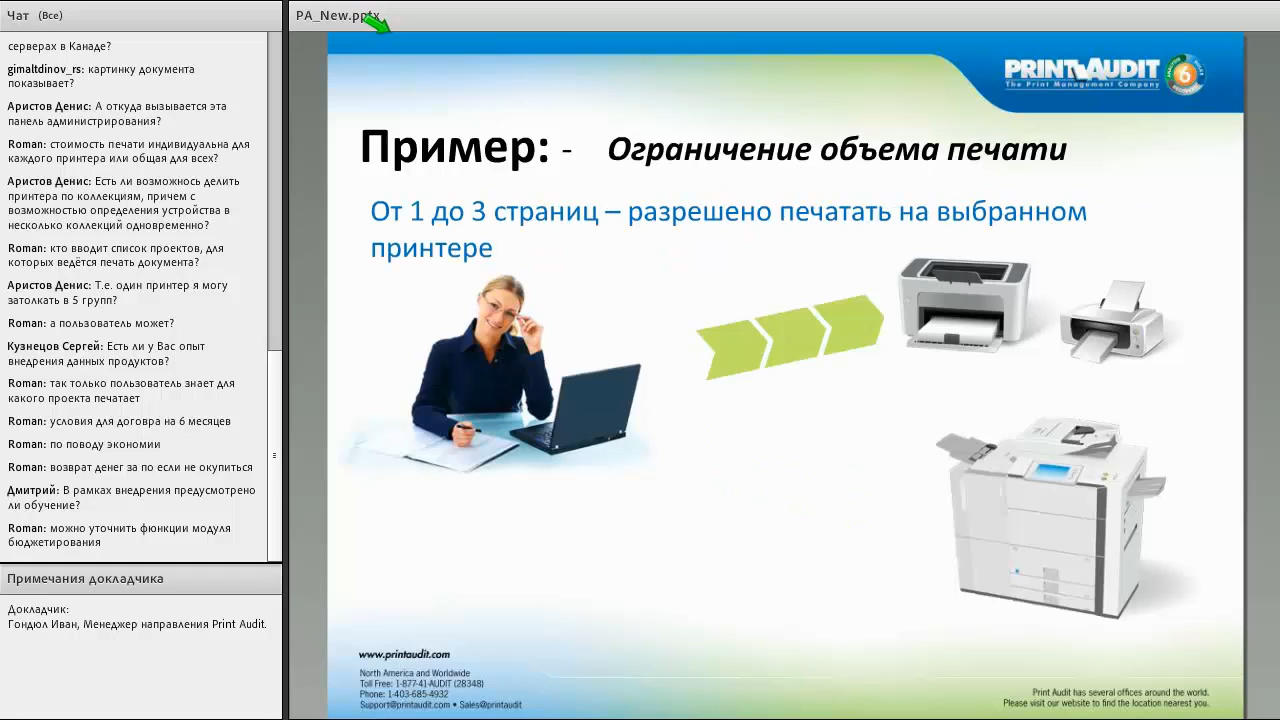 Чат (Все)
серверах в Канаде?
gimaltdinov_rs: картинку документа
показывает?
Аристов Денис: А откуда вызывается эта
панель администрирования?
Roman: стоимость печати индивидуальна для
каждого принтера или общая для всех?
Аристов Денис: Есть ли возможнось делить
принтера по коллекциям, причем с
возможностью определения устройства в
несколько коллекций одновременно?
Roman: кто вводит список проектов, для
которых ведётся печать документа?
Аристов Денис: Т.е. один принтер я могу
затолкать в 5 групп?
Roman: а пользователь может?
Кузнецов Сергей: Есть ли у Вас опыт
внедрения данных продуктов?
Roman: так только пользователь знает для
какого проекта печатает
Roman: условия для догвра на 6 месяцев
Roman: по поводу экономии
Roman: возврат денег за по если не окупиться
Дмитрий: В рамках внедрения предусмотрено
ли обучение?
Roman: можно уточнить фюнкции модуля
бюджетирования
Примечания докладчика
Докладчик:
Гондюл Иван, Менеджер направления Print Audit.
PA_New.pptx
PRINT AUDIT 6
The Print Management Company
Пример: - Ограничение объема печати
От 1 до 3 страниц – разрешено печатать на выбранном
принтере
www.printaudit.com
North America and Worldwide
Toll Free: 1-877-41-AUDIT (28348)
Phone: 1-403-685-4932
Support@printaudit.com • Sales@printaudit.com
Print Audit has several offices around the world.
Please visit our website to find the location nearest you.